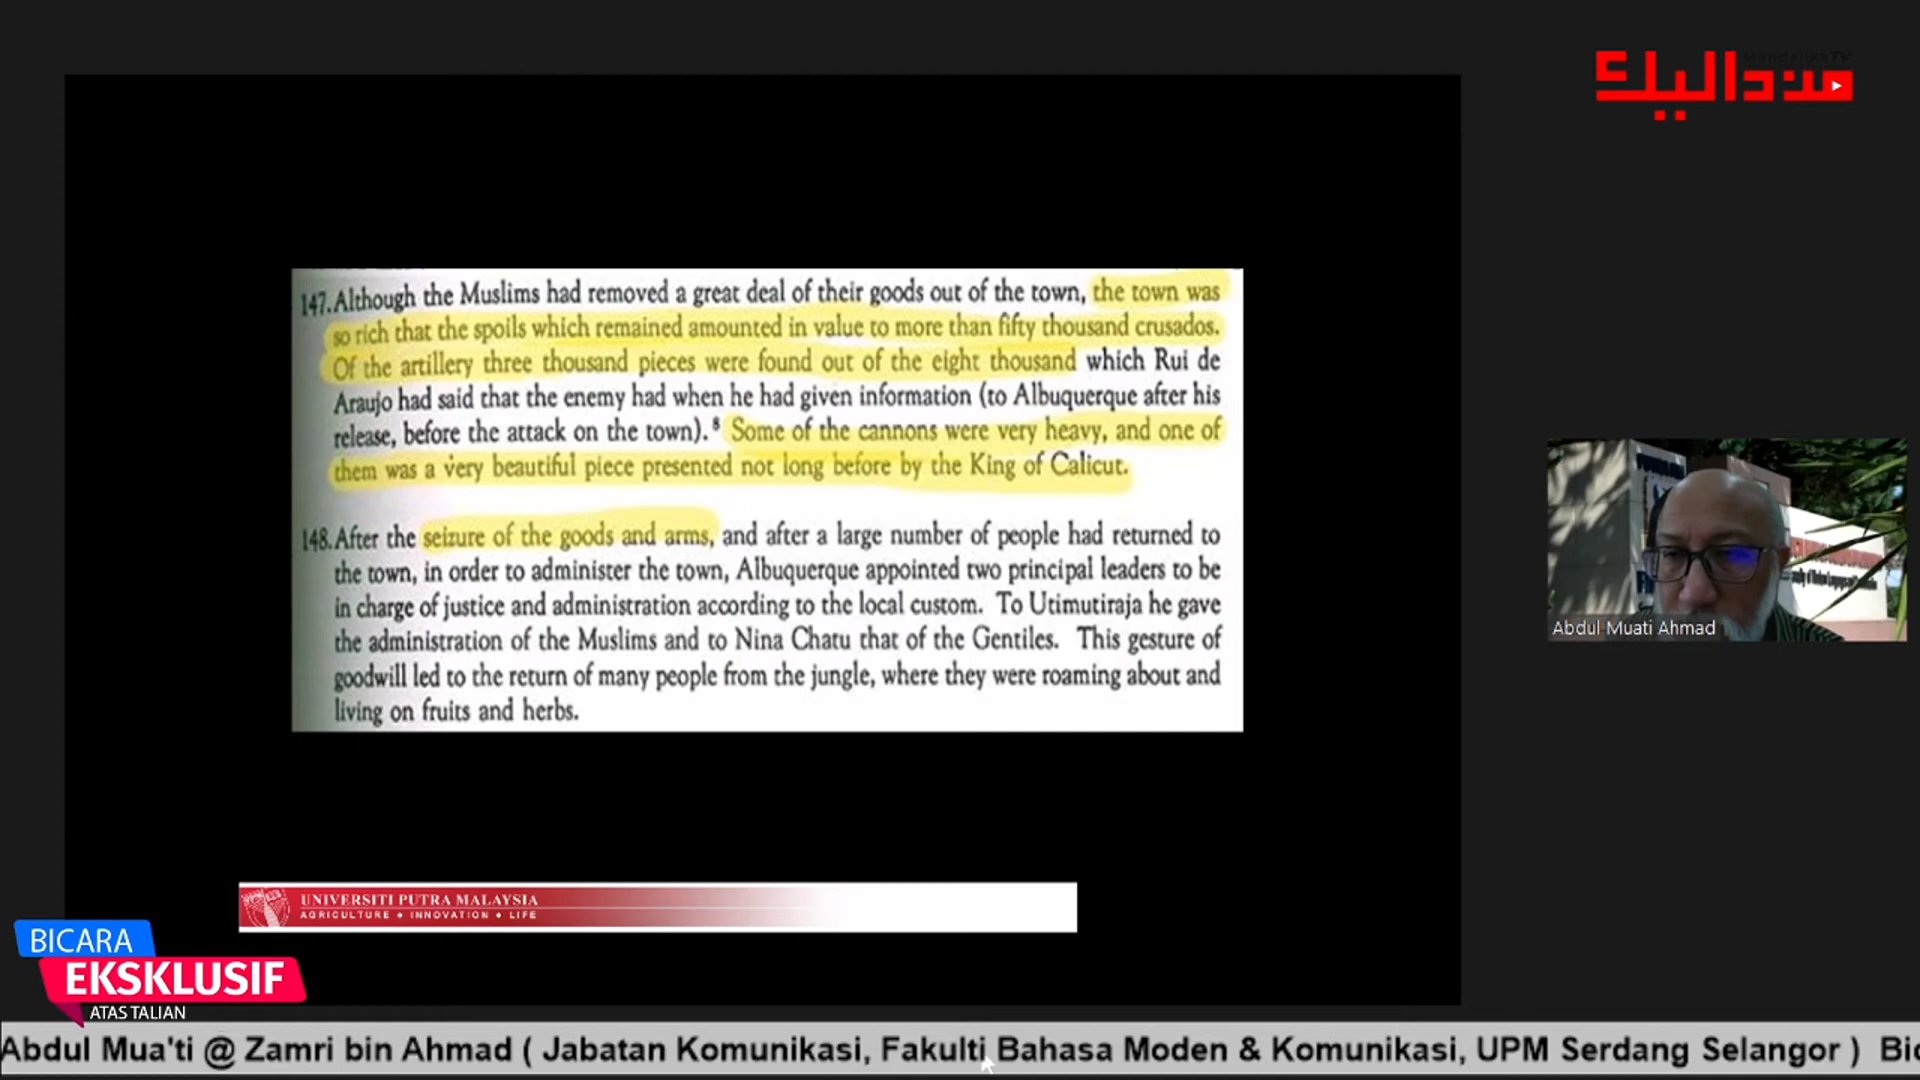 MandalikaTV
منداليک
147. Although the Muslims had removed a great deal of their goods out of the town, the town was
so rich that the spoils which remained amounted in value to more than fifty thousand crusados.
Of the artillery three thousand pieces were found out of the eight thousand which Rui de
Araujo had said that the enemy had when he had given information (to Albuquerque after his
release, before the attack on the town).⁸ Some of the cannons were very heavy, and one of
them was a very beautiful piece presented not long before by the King of Calicut.
148. After the seizure of the goods and arms, and after a large number of people had returned to
the town, in order to administer the town, Albuquerque appointed two principal leaders to be
in charge of justice and administration according to the local custom. To Utimutiraja he gave
the administration of the Muslims and to Nina Chatu that of the Gentiles. This gesture of
goodwill led to the return of many people from the jungle, where they were roaming about and
living on fruits and herbs.
Abdul Muati Ahmad
UNIVERSITI PUTRA MALAYSIA
AGRICULTURE • INNOVATION • LIFE
BICARA
EKSKLUSIF
ATAS TALIAN
Abdul Mua'ti @ Zamri bin Ahmad ( Jabatan Komunikasi, Fakulti Bahasa Moden & Komunikasi, UPM Serdang Selangor ) Bic